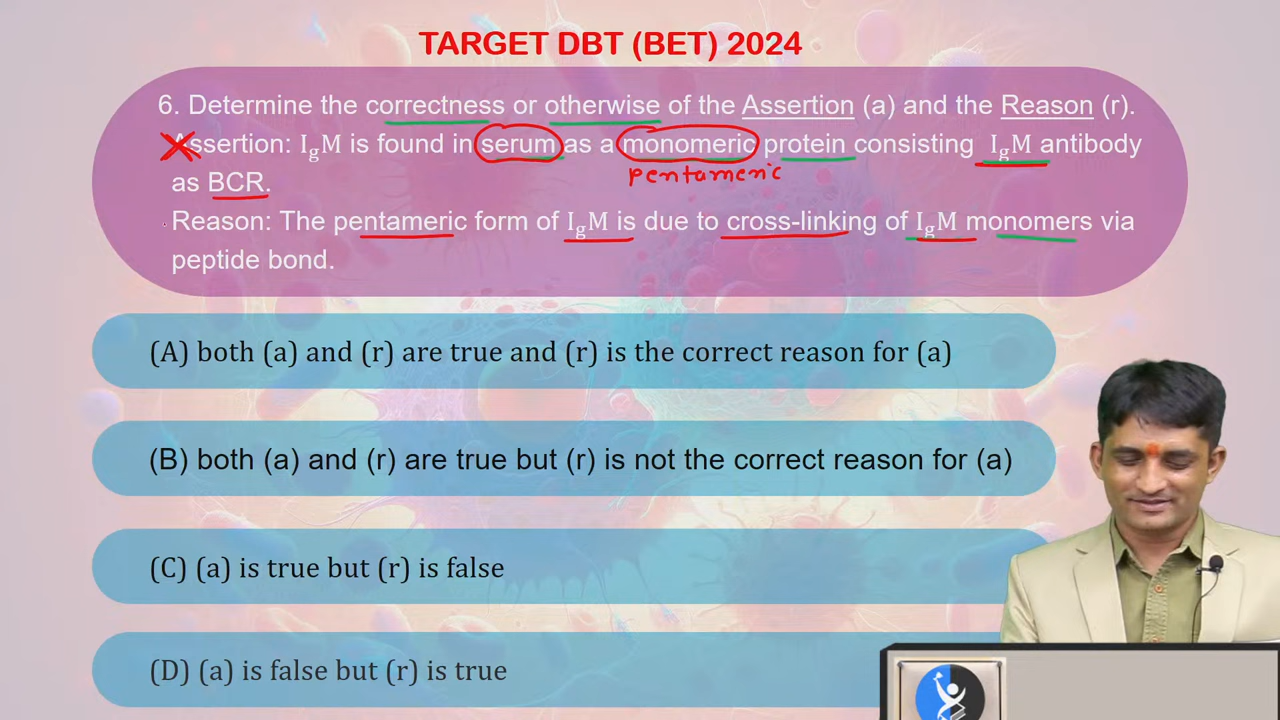 TARGET DBT (BET) 2024
6. Determine the correctness or otherwise of the Assertion (a) and the Reason (r).
Assertion: IgM is found in serum as a monomeric protein consisting IgM antibody
pentameric
as BCR.
Reason: The pentameric form of IgM is due to cross-linking of IgM monomers via
peptide bond.
(A) both (a) and (r) are true and (r) is the correct reason for (a)
(B) both (a) and (r) are true but (r) is not the correct reason for (a)
(C) (a) is true but (r) is false
(D) (a) is false but (r) is true